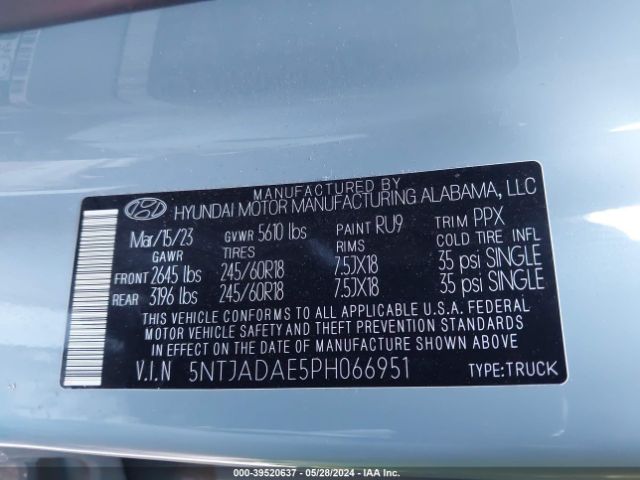 MANUFACTURED BY
HYUNDAI MOTOR MANUFACTURING ALABAMA, LLC
Mar/15/23 GVWR 5610 lbs PAINT RU9 TRIM PPX
GAWR TIRES RIMS COLD TIRE INFL
FRONT 2645 lbs 245/60R18 7.5JX18 35 psi SINGLE
REAR 3196 lbs 245/60R18 7.5JX18 35 psi SINGLE
THIS VEHICLE CONFORMS TO ALL APPLICABLE U.S.A. FEDERAL
MOTOR VEHICLE SAFETY AND THEFT PREVENTION STANDARDS
IN EFFECT ON THE DATE OF MANUFACTURE SHOWN ABOVE
V.I.N 5NTJADAE5PH066951 TYPE:TRUCK
000-39520637 - 05/28/2024 - IAA Inc.